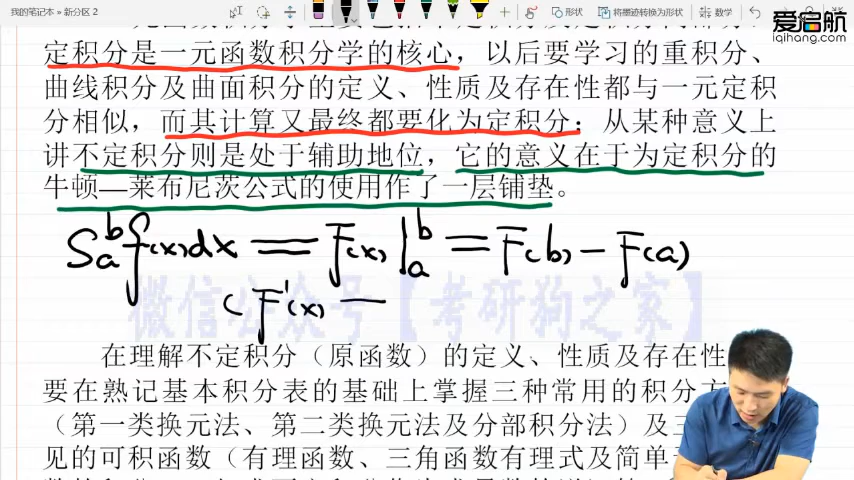 我的笔记本 » 新分区 2
形状 将墨迹转换为形状 数学
爱启航
iqihang.com
定积分是一元函数积分学的核心，以后要学习的重积分、
曲线积分及曲面积分的定义、性质及存在性都与一元定积
分相似，而其计算又最终都要化为定积分；从某种意义上
讲不定积分则是处于辅助地位，它的意义在于为定积分的
牛顿—莱布尼茨公式的使用作了一层铺垫。
∫_a^b f(x)dx = F(x)|_a^b = F(b) - F(a)
(F'(x) =
微信公众号【考研狗之家】
在理解不定积分（原函数）的定义、性质及存在性
要在熟记基本积分表的基础上掌握三种常用的积分方
（第一类换元法、第二类换元法及分部积分法）及三
见的可积函数（有理函数、三角函数有理式及简单